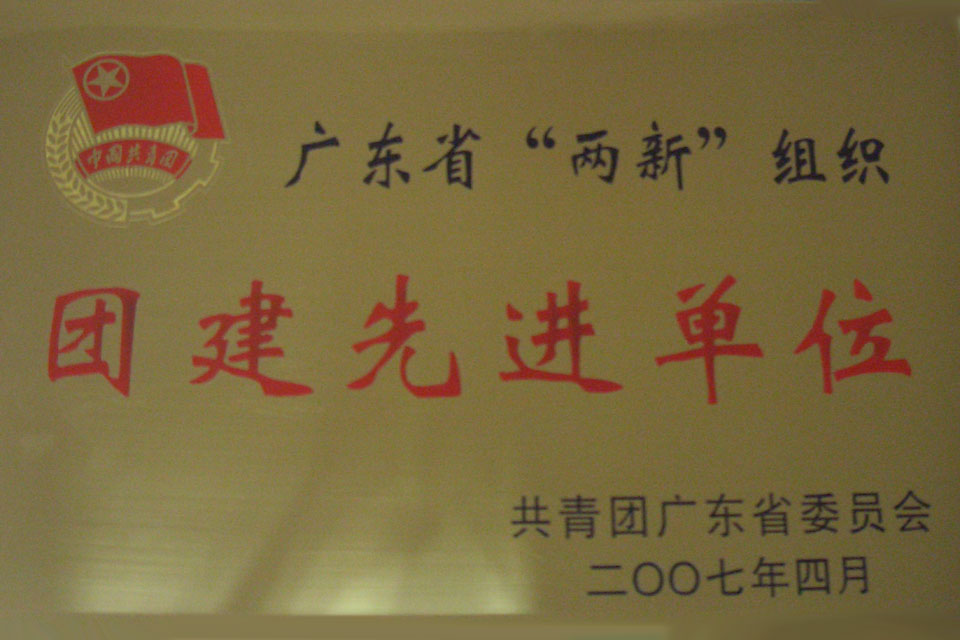 中国共青团
广东省“两新”组织
团建先进单位
共青团广东省委员会
二〇〇七年四月